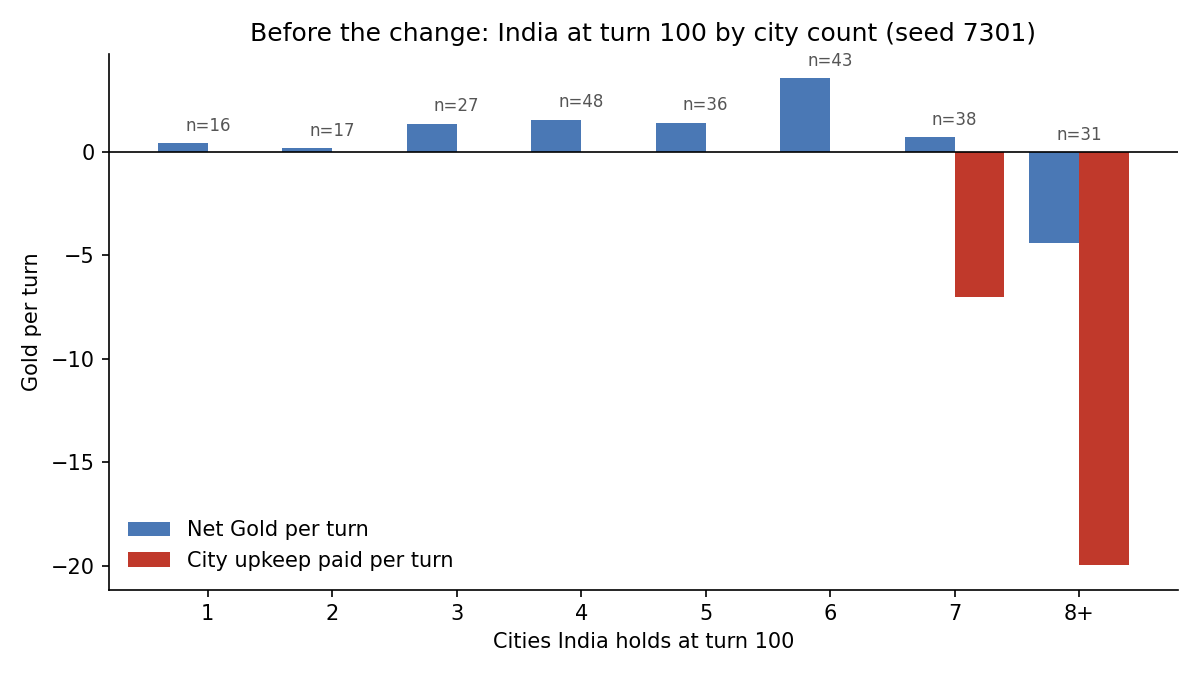 Before the change: India at turn 100 by city count (seed 7301)
n=43
n=16
n=17
n=27
n=48
n=36
n=38
n=31
0
−5
−10
−15
−20
Gold per turn
Net Gold per turn
City upkeep paid per turn
1 2 3 4 5 6 7 8+
Cities India holds at turn 100